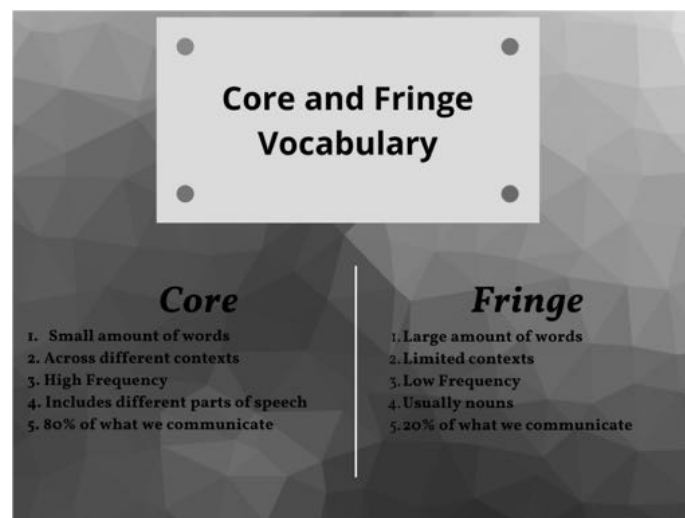 Core and Fringe
Vocabulary
Core
1. Small amount of words
2. Across different contexts
3. High Frequency
4. Includes different parts of speech
5. 80% of what we communicate
Fringe
1. Large amount of words
2. Limited contexts
3. Low Frequency
4. Usually nouns
5. 20% of what we communicate